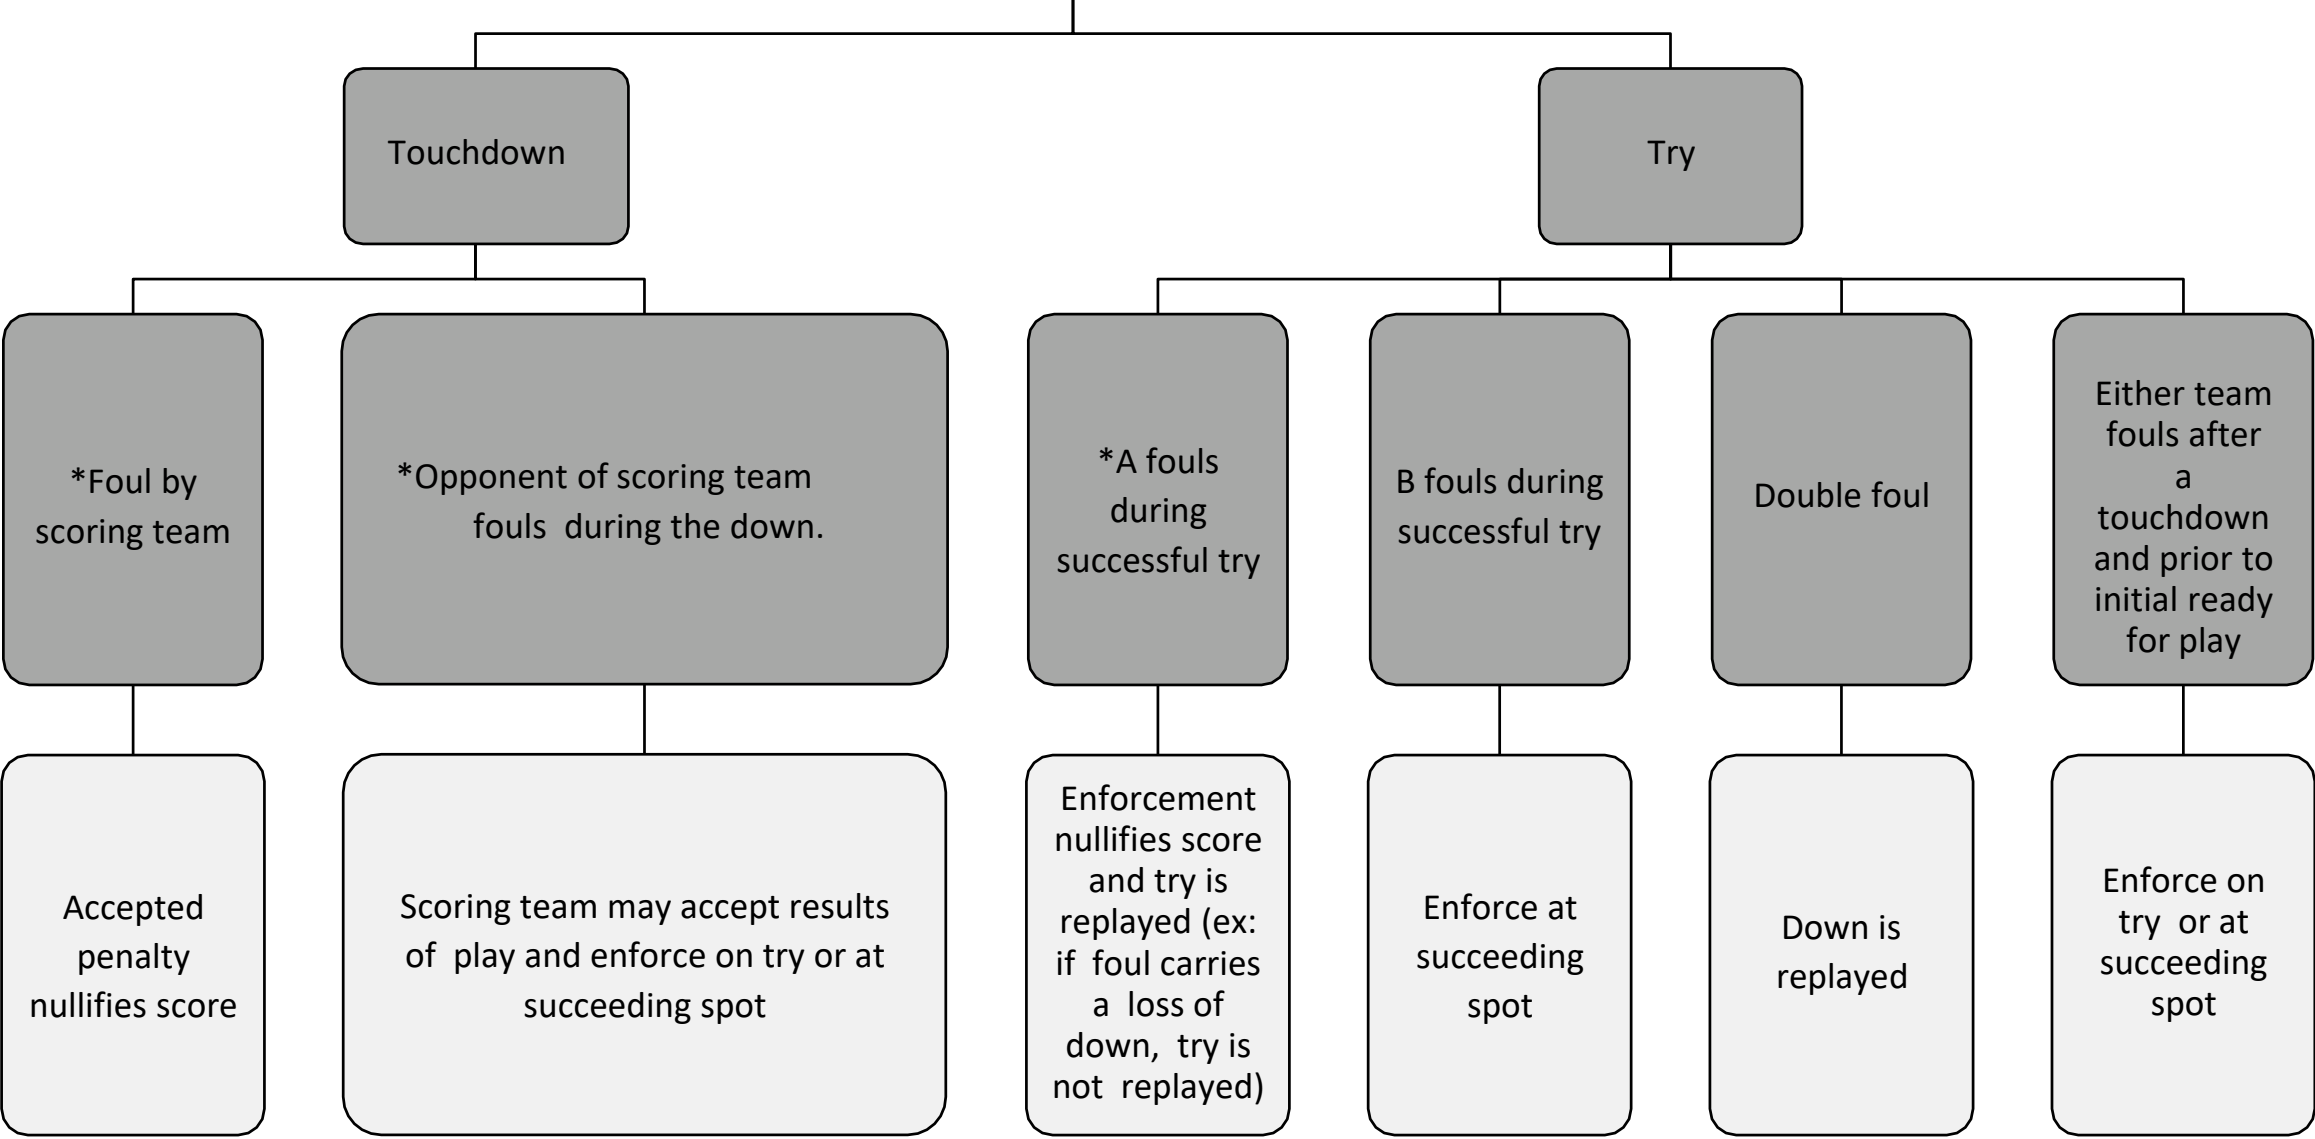 Touchdown
Try
*Foul by
scoring team
*Opponent of scoring team
fouls during the down.
*A fouls
during
successful try
B fouls during
successful try
Double foul
Either team
fouls after
a
touchdown
and prior to
initial ready
for play
Accepted
penalty
nullifies score
Scoring team may accept results
of play and enforce on try or at
succeeding spot
Enforcement
nullifies score
and try is
replayed (ex:
if foul carries
a loss of
down, try is
not replayed)
Enforce at
succeeding
spot
Down is
replayed
Enforce on
try or at
succeeding
spot